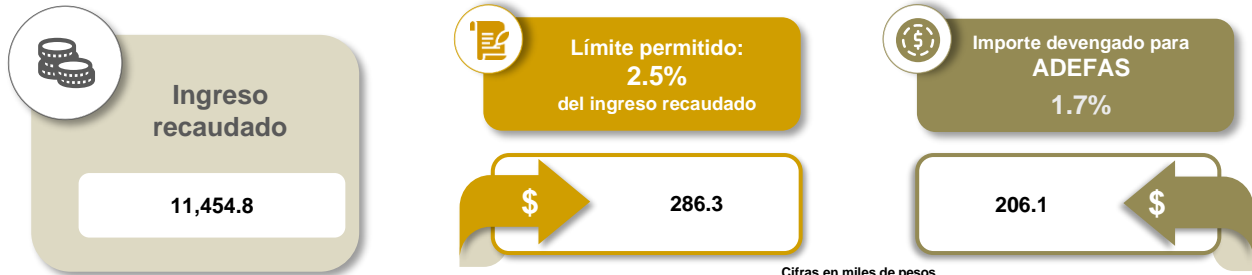 Ingreso
recaudado
11,454.8
Límite permitido:
2.5%
del ingreso recaudado
$
286.3
Importe devengado para
ADEFAS
1.7%
206.1
$
Cifras en miles de pesos